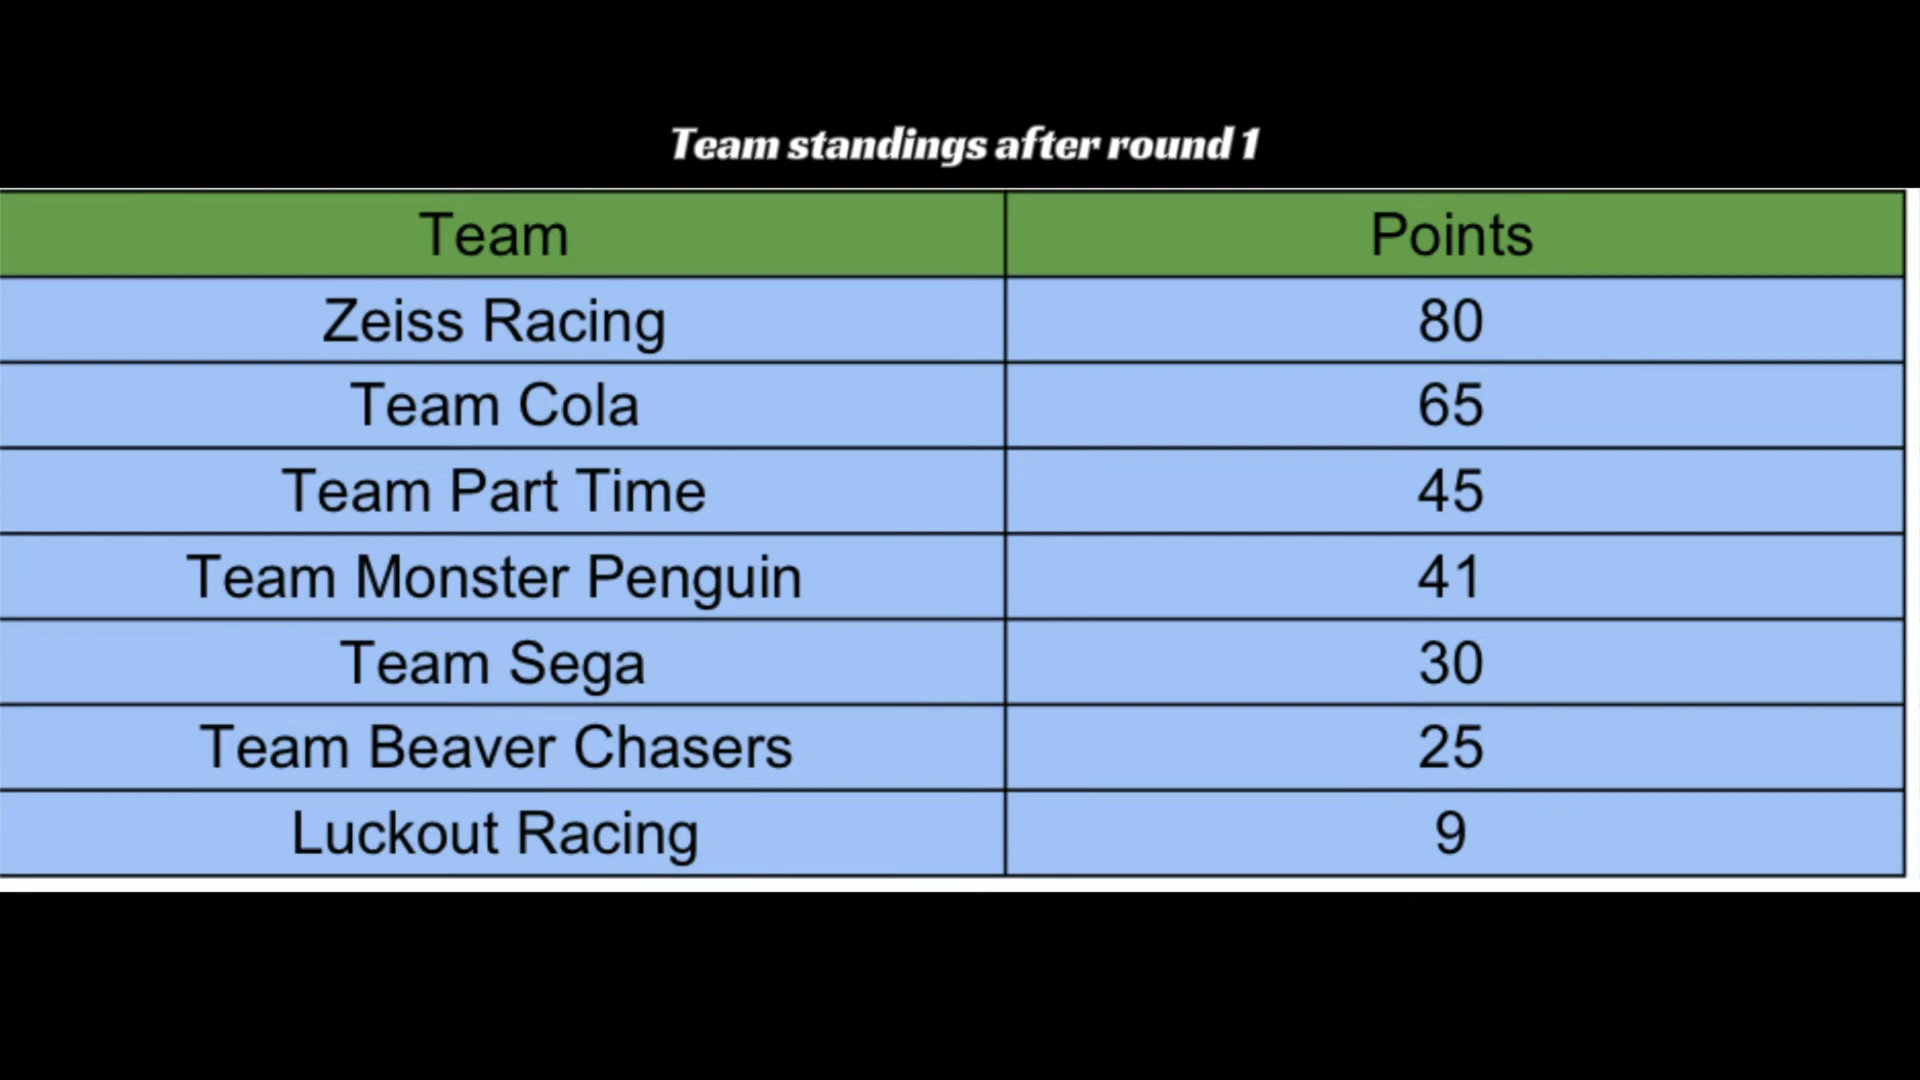 Team standings after round 1
Team Points
Zeiss Racing 80
Team Cola 65
Team Part Time 45
Team Monster Penguin 41
Team Sega 30
Team Beaver Chasers 25
Luckout Racing 9